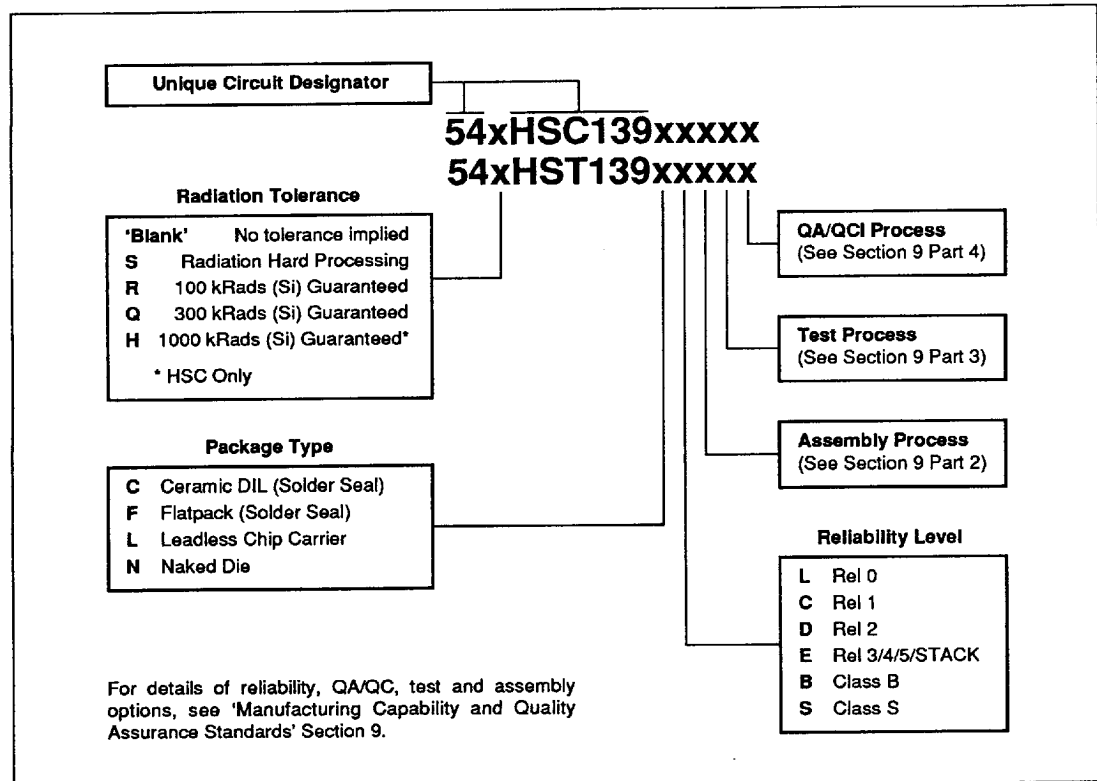 Unique Circuit Designator
54xHSC139xxxxx
54xHST139xxxxx
Radiation Tolerance
'Blank' No tolerance implied
S Radiation Hard Processing
R 100 kRads (Si) Guaranteed
Q 300 kRads (Si) Guaranteed
H 1000 kRads (Si) Guaranteed*
* HSC Only
Package Type
C Ceramic DIL (Solder Seal)
F Flatpack (Solder Seal)
L Leadless Chip Carrier
N Naked Die
QA/QCI Process
(See Section 9 Part 4)
Test Process
(See Section 9 Part 3)
Assembly Process
(See Section 9 Part 2)
Reliability Level
L Rel 0
C Rel 1
D Rel 2
E Rel 3/4/5/STACK
B Class B
S Class S
For details of reliability, QA/QC, test and assembly
options, see 'Manufacturing Capability and Quality
Assurance Standards' Section 9.